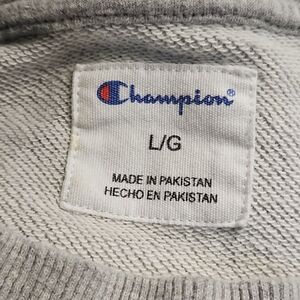 Champion®
L/G
MADE IN PAKISTAN
HECHO EN PAKISTAN